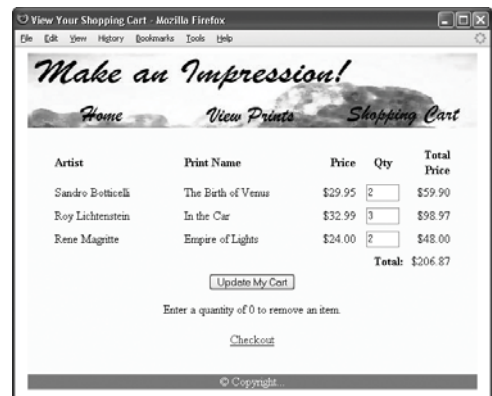 View Your Shopping Cart - Mozilla Firefox
File Edit View History Bookmarks Tools Help
Make an Impression!
Home View Prints Shopping Cart
Artist Print Name Price Qty Total Price
Sandro Botticelli The Birth of Venus $29.95 2 $59.90
Roy Lichtenstein In the Car $32.99 3 $98.97
Rene Magritte Empire of Lights $24.00 2 $48.00
Total: $206.87
Update My Cart
Enter a quantity of 0 to remove an item.
Checkout
© Copyright...